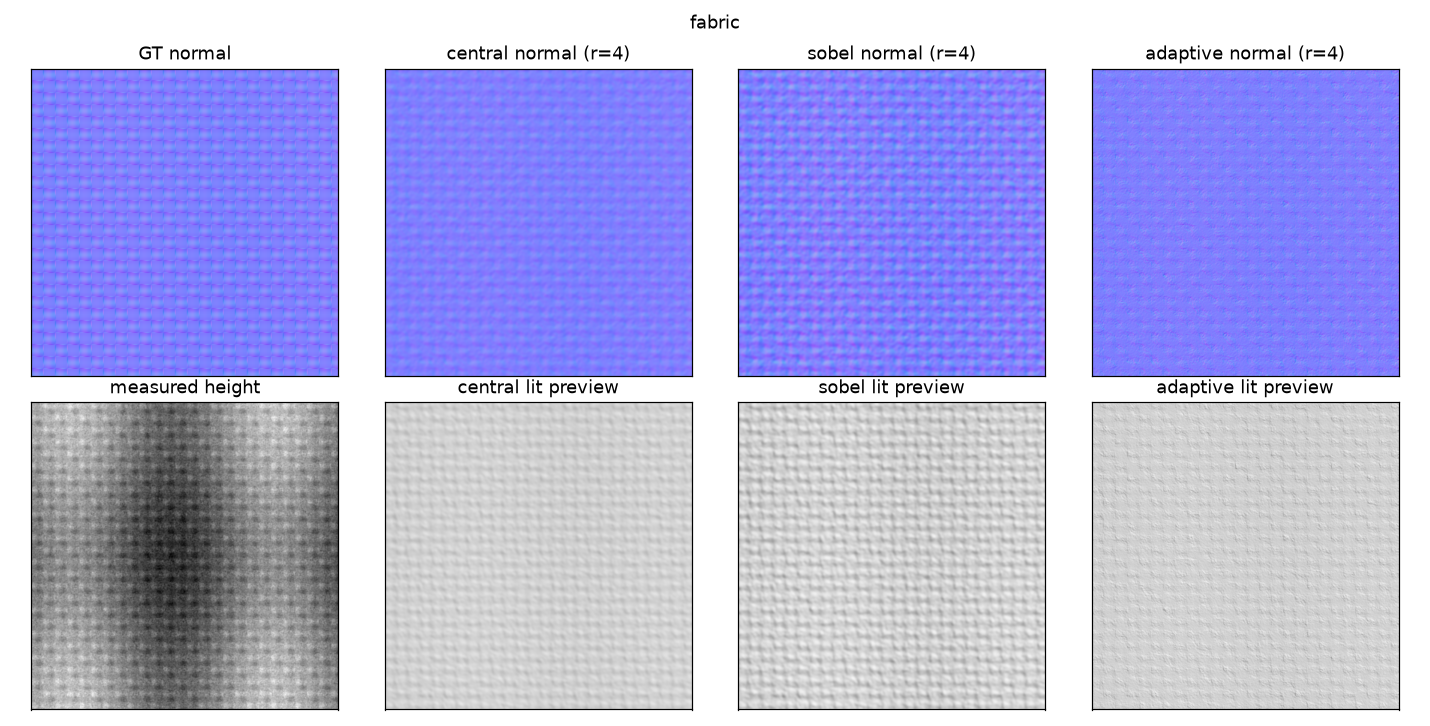 fabric
GT normal
central normal (r=4)
sobel normal (r=4)
adaptive normal (r=4)
measured height
central lit preview
sobel lit preview
adaptive lit preview